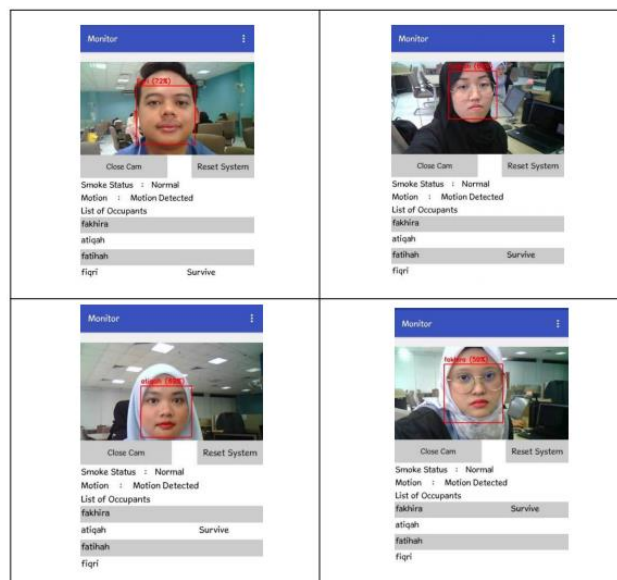 Monitor
(72%)
Close Cam Reset System
Smoke Status : Normal
Motion : Motion Detected
List of Occupants
fakhira
atiqah
fatihah
fiqri Survive
Monitor
Close Cam Reset System
Smoke Status : Normal
Motion : Motion Detected
List of Occupants
fakhira
atiqah
fatihah Survive
fiqri
Monitor
atiqah
Close Cam Reset System
Smoke Status : Normal
Motion : Motion Detected
List of Occupants
fakhira
atiqah Survive
fatihah
fiqri
Monitor
fakhira (50%)
Close Cam Reset System
Smoke Status : Normal
Motion : Motion Detected
List of Occupants
fakhira Survive
atiqah
fatihah
fiqri